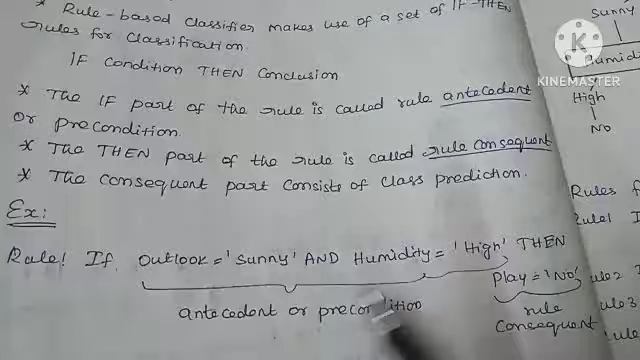 * Rule-based classifier makes use of a set of IF-THEN
rules for classification.
IF Condition THEN Conclusion
* The IF part of the rule is called rule antecedent
or precondition.
* The THEN part of the rule is called rule consequent
* The consequent part consists of class prediction.
Ex:
Rule! If Outlook='Sunny' AND Humidity='High' THEN
Play='No'
antecedent or precondition
rule
consequent
Sunny
Humidi
High
No
Rules f
Rule1 I
ule2 I
ule3
ule
KINEMASTER